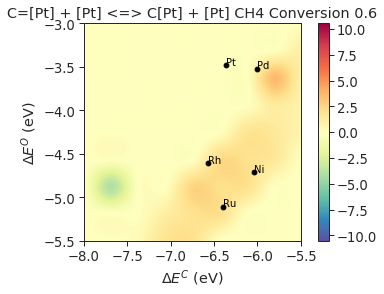 C=[Pt] + [Pt] <=> C[Pt] + [Pt] CH4 Conversion 0.6
−3.0
−3.5
−4.0
−4.5
−5.0
−5.5
ΔE^O (eV)
Pt
Pd
Rh
Ni
Ru
−8.0 −7.5 −7.0 −6.5 −6.0 −5.5
ΔE^C (eV)
10.0
7.5
5.0
2.5
0.0
−2.5
−5.0
−7.5
−10.0